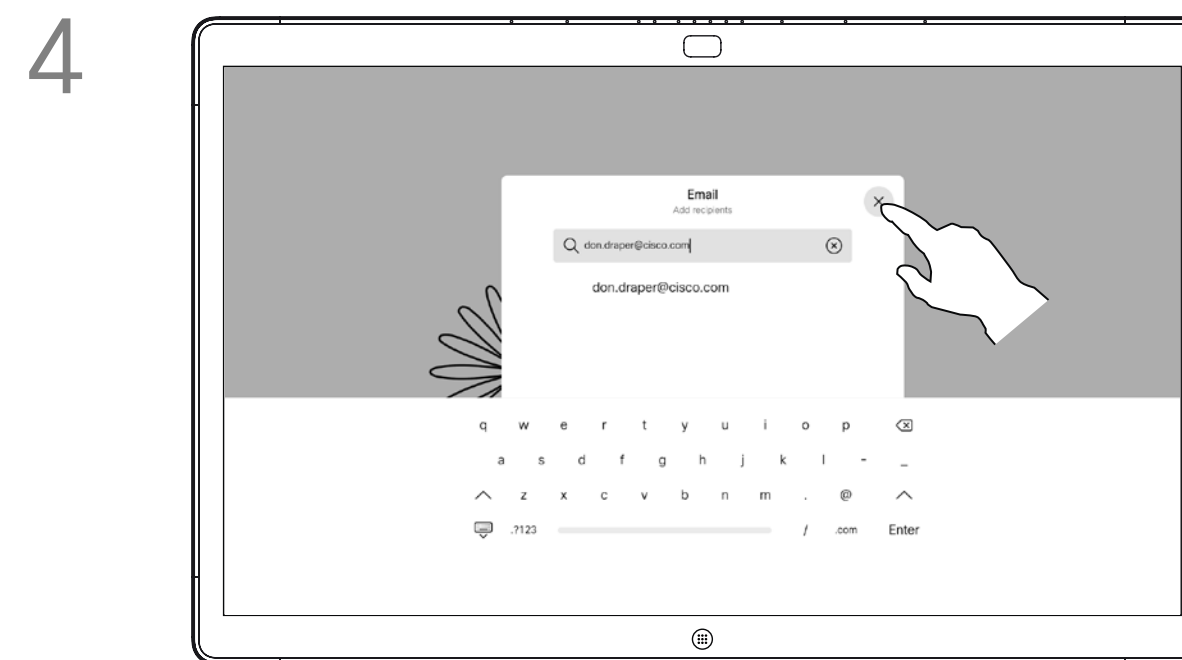 4
Email
Add recipients
don.draper@cisco.com
don.draper@cisco.com
q w e r t y u i o p
a s d f g h j k l - _
z x c v b n m . @
.?123 / .com Enter